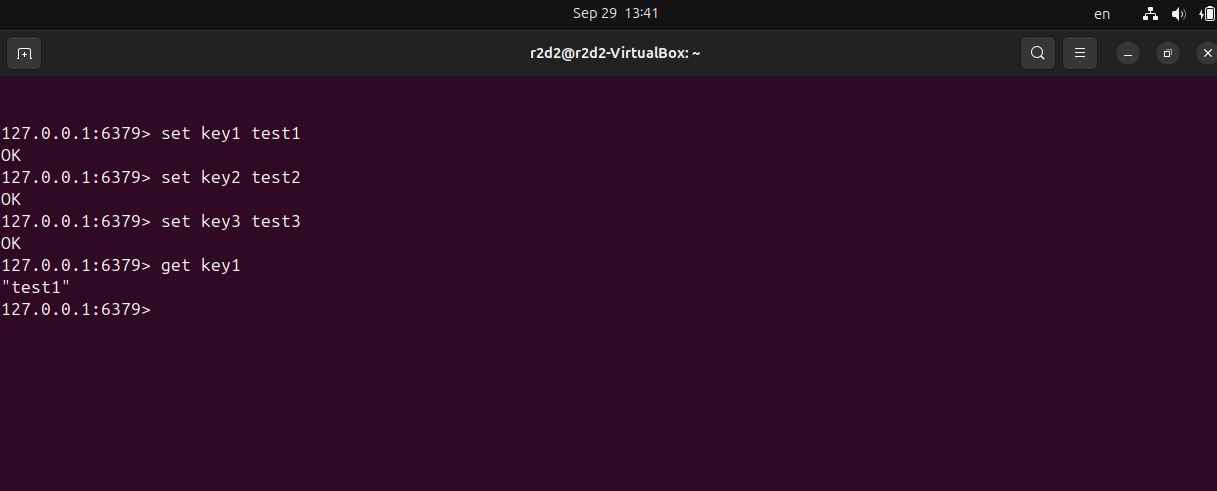 Sep 29 13:41
en
r2d2@r2d2-VirtualBox: ~
127.0.0.1:6379> set key1 test1
OK
127.0.0.1:6379> set key2 test2
OK
127.0.0.1:6379> set key3 test3
OK
127.0.0.1:6379> get key1
"test1"
127.0.0.1:6379>